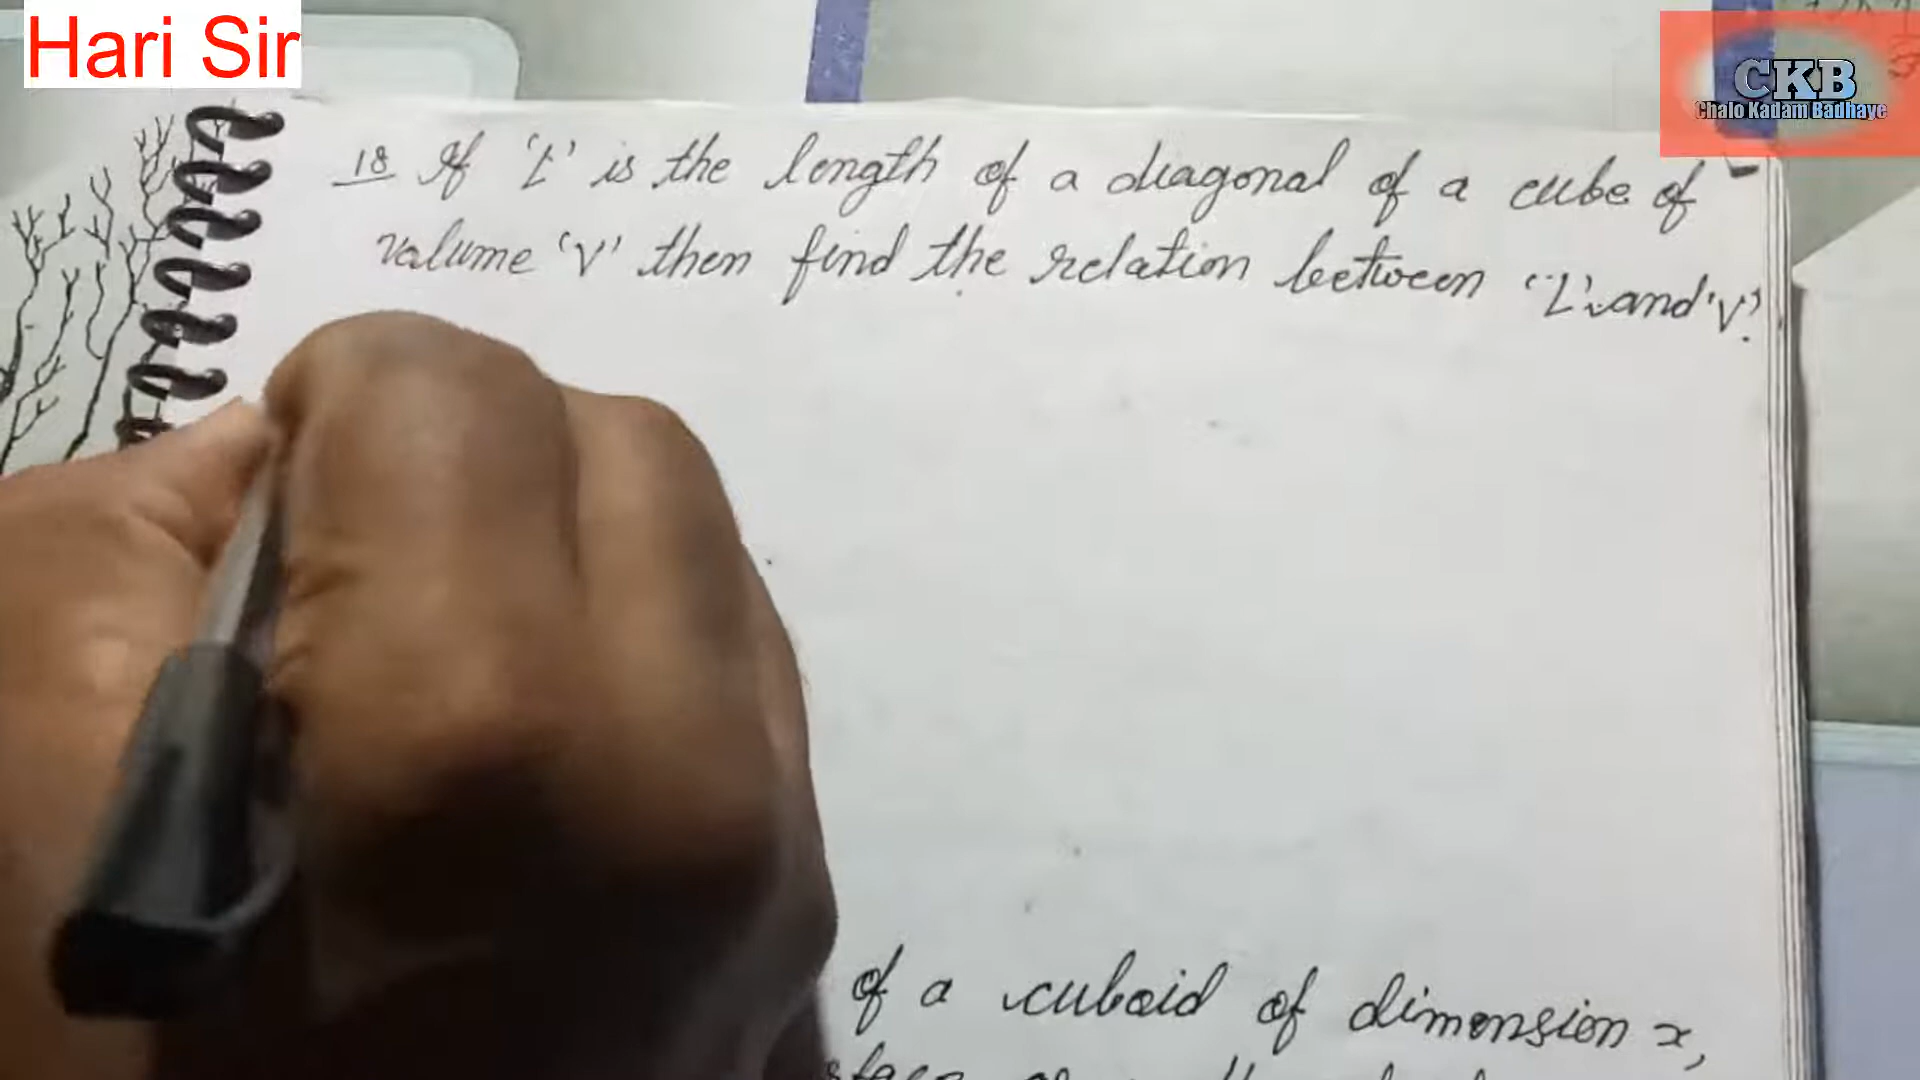 Hari Sir
CKB
Chalo Kadam Badhaye
18 If 'L' is the length of a diagonal of a cube of
volume 'V' then find the relation between 'L' and 'V'.
of a cuboid of dimension x,